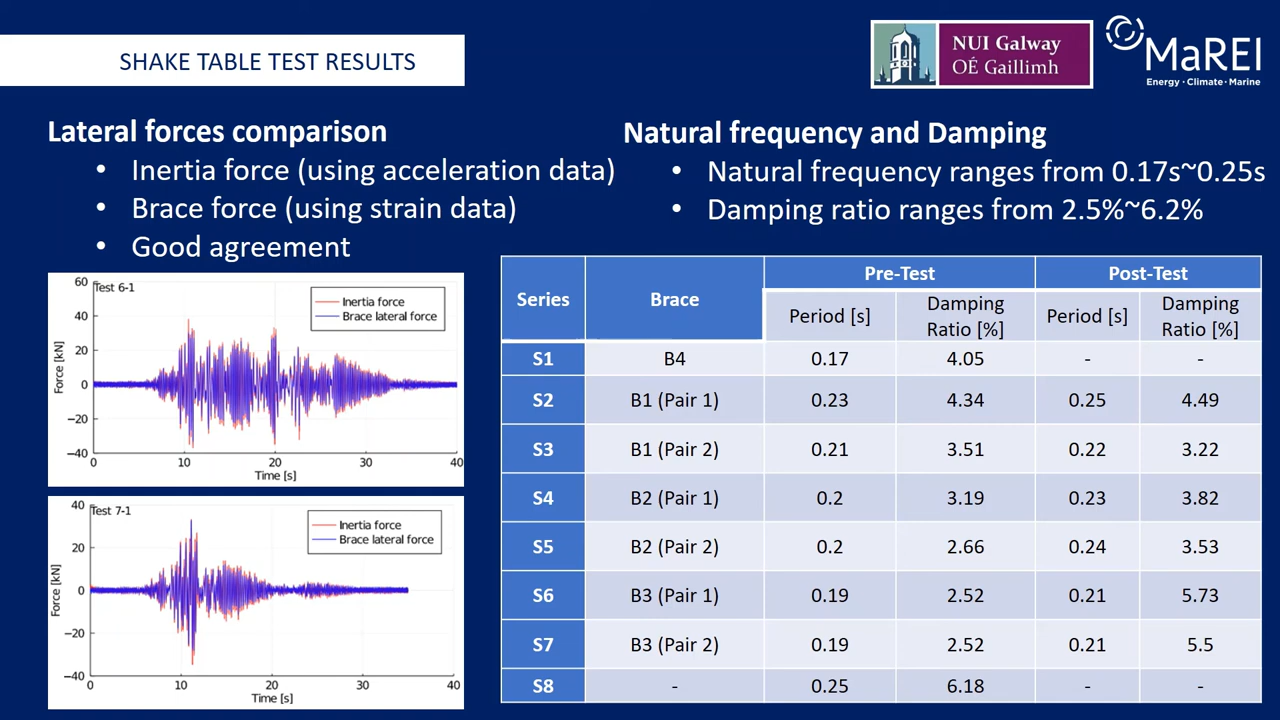 SHAKE TABLE TEST RESULTS
NUI Galway
OÉ Gaillimh
MaREI
Energy • Climate • Marine
Lateral forces comparison
• Inertia force (using acceleration data)
• Brace force (using strain data)
• Good agreement
Natural frequency and Damping
• Natural frequency ranges from 0.17s~0.25s
• Damping ratio ranges from 2.5%~6.2%
Test 6-1
Inertia force
Brace lateral force
Force [kN]
60
40
20
0
−20
−40
0 10 20 30 40
Time [s]
Test 7-1
Inertia force
Brace lateral force
Force [kN]
40
20
0
−20
−40
0 10 20 30 40
Time [s]
Series Brace Pre-Test Post-Test
Period [s] Damping Ratio [%] Period [s] Damping Ratio [%]
S1 B4 0.17 4.05 - -
S2 B1 (Pair 1) 0.23 4.34 0.25 4.49
S3 B1 (Pair 2) 0.21 3.51 0.22 3.22
S4 B2 (Pair 1) 0.2 3.19 0.23 3.82
S5 B2 (Pair 2) 0.2 2.66 0.24 3.53
S6 B3 (Pair 1) 0.19 2.52 0.21 5.73
S7 B3 (Pair 2) 0.19 2.52 0.21 5.5
S8 - 0.25 6.18 - -